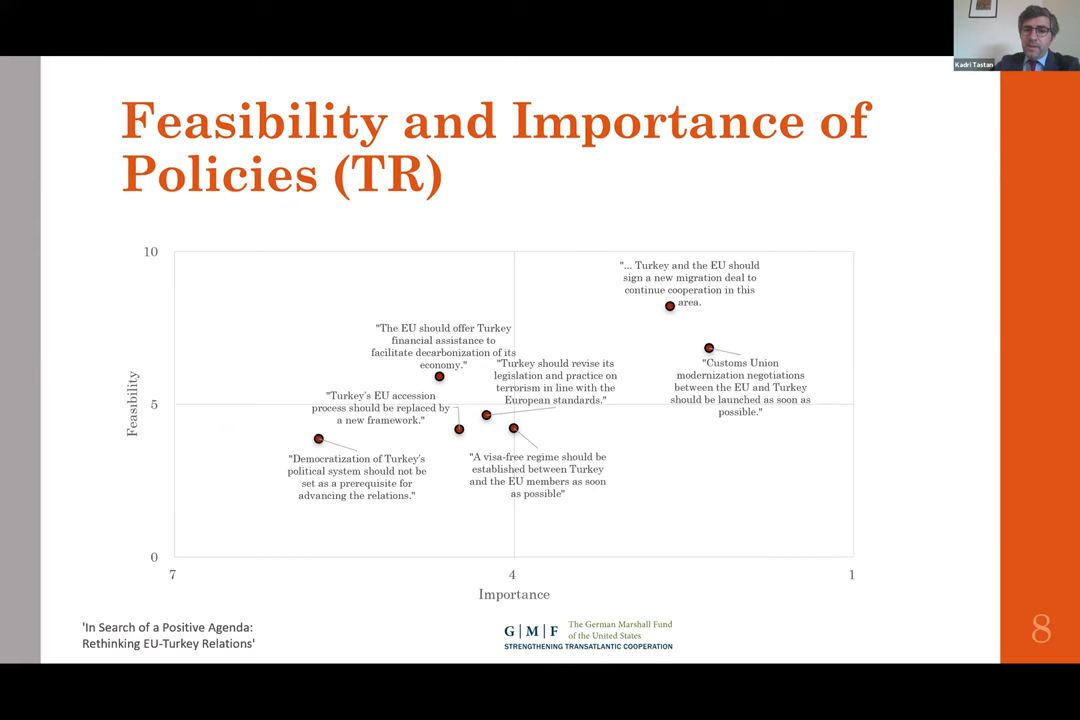 Kadri Tastan
Feasibility and Importance of
Policies (TR)
10
"... Turkey and the EU should
sign a new migration deal to
continue cooperation in this
area.
"The EU should offer Turkey
financial assistance to
facilitate decarbonization of its
economy."
"Turkey should revise its
legislation and practice on
terrorism in line with the
European standards."
"Customs Union
modernization negotiations
between the EU and Turkey
should be launched as soon as
possible."
Feasibility
5
"Turkey's EU accession
process should be replaced by
a new framework."
"Democratization of Turkey's
political system should not be
set as a prerequisite for
advancing the relations."
"A visa-free regime should be
established between Turkey
and the EU members as soon
as possible"
0
7
4
1
Importance
'In Search of a Positive Agenda:
Rethinking EU-Turkey Relations'
G | M | F
The German Marshall Fund
of the United States
STRENGTHENING TRANSATLANTIC COOPERATION
8